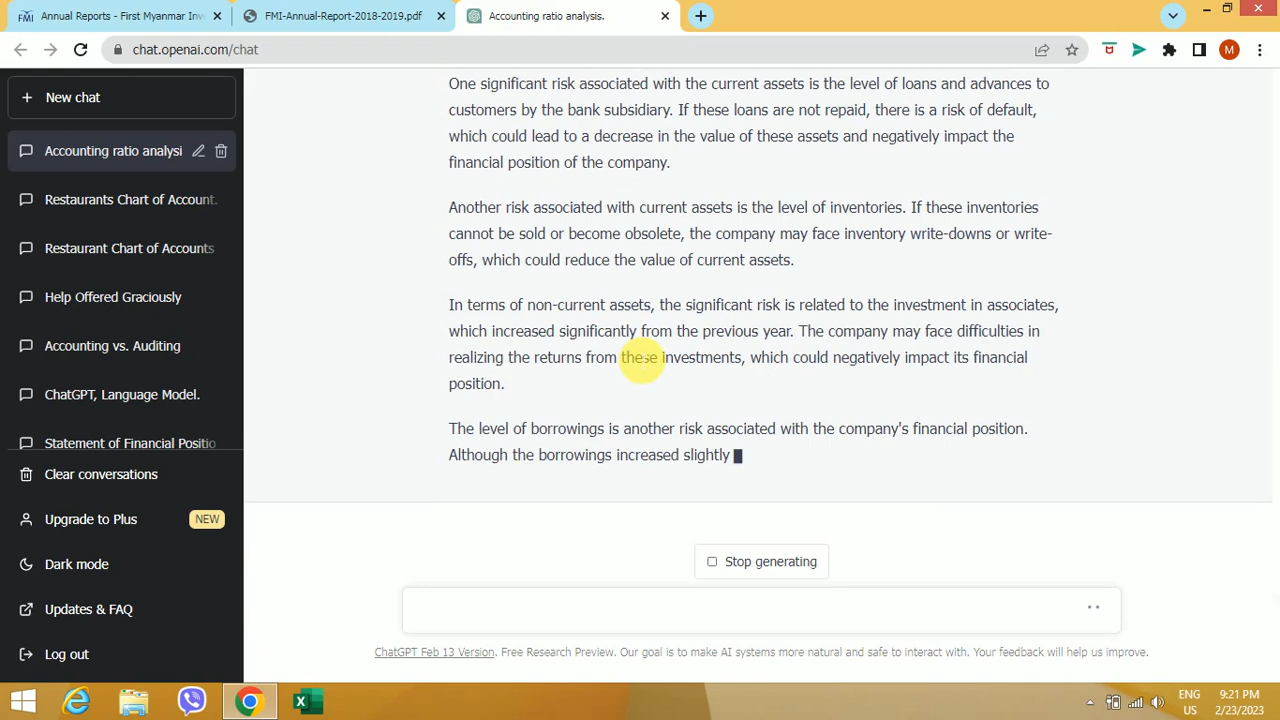 Annual Reports - First Myanmar Inv
FMI-Annual-Report-2018-2019.pdf
Accounting ratio analysis.
chat.openai.com/chat
M
New chat
Accounting ratio analysi
Restaurants Chart of Account.
Restaurant Chart of Accounts
Help Offered Graciously
Accounting vs. Auditing
ChatGPT, Language Model.
Statement of Financial Positio
Clear conversations
Upgrade to Plus NEW
Dark mode
Updates & FAQ
Log out
One significant risk associated with the current assets is the level of loans and advances to
customers by the bank subsidiary. If these loans are not repaid, there is a risk of default,
which could lead to a decrease in the value of these assets and negatively impact the
financial position of the company.
Another risk associated with current assets is the level of inventories. If these inventories
cannot be sold or become obsolete, the company may face inventory write-downs or write-
offs, which could reduce the value of current assets.
In terms of non-current assets, the significant risk is related to the investment in associates,
which increased significantly from the previous year. The company may face difficulties in
realizing the returns from these investments, which could negatively impact its financial
position.
The level of borrowings is another risk associated with the company's financial position.
Although the borrowings increased slightly
Stop generating
ChatGPT Feb 13 Version. Free Research Preview. Our goal is to make AI systems more natural and safe to interact with. Your feedback will help us improve.
ENG
US
9:21 PM
2/23/2023